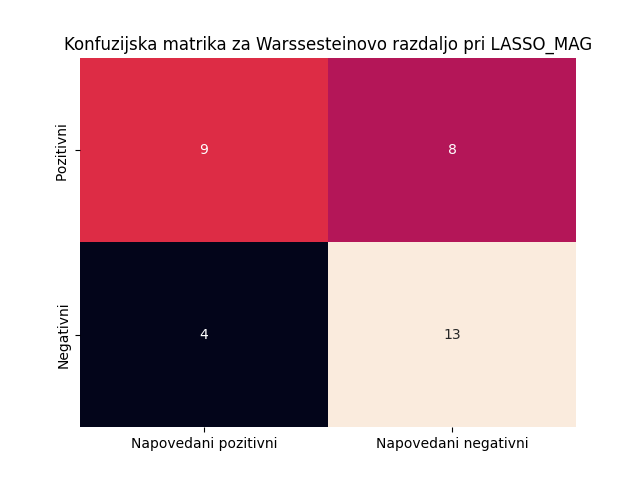 Konfuzijska matrika za Warssesteinovo razdaljo pri LASSO_MAG
Pozitivni
9
8
Negativni
4
13
Napovedani pozitivni
Napovedani negativni